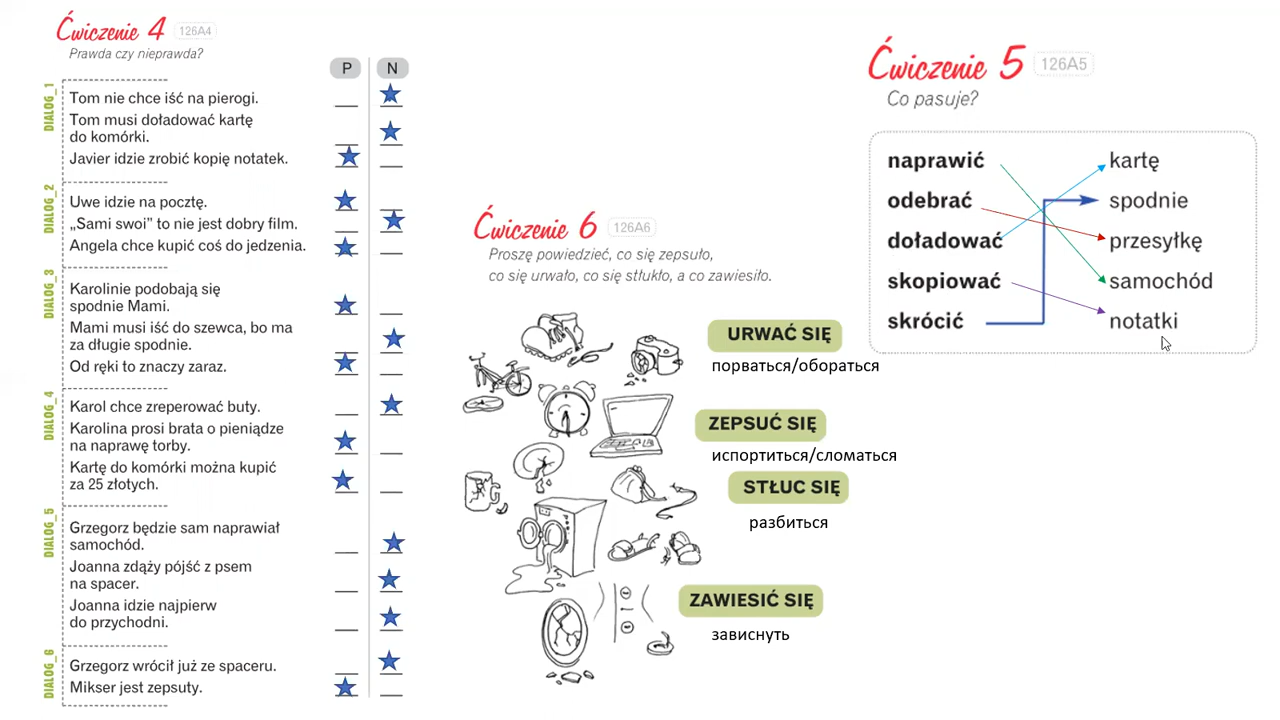 Ćwiczenie 4 126A4
Prawda czy nieprawda?
P N
DIALOG_1
Tom nie chce iść na pierogi.
Tom musi doładować kartę
do komórki.
Javier idzie zrobić kopię notatek.
DIALOG_2
Uwe idzie na pocztę.
„Sami swoi" to nie jest dobry film.
Angela chce kupić coś do jedzenia.
DIALOG_3
Karolinie podobają się
spodnie Mami.
Mami musi iść do szewca, bo ma
za długie spodnie.
Od ręki to znaczy zaraz.
DIALOG_4
Karol chce zreperować buty.
Karolina prosi brata o pieniądze
na naprawę torby.
Kartę do komórki można kupić
za 25 złotych.
DIALOG_5
Grzegorz będzie sam naprawiał
samochód.
Joanna zdąży pójść z psem
na spacer.
Joanna idzie najpierw
do przychodni.
DIALOG_6
Grzegorz wrócił już ze spaceru.
Mikser jest zepsuty.
Ćwiczenie 6 126A6
Proszę powiedzieć, co się zepsuło,
co się urwało, co się stłukło, a co zawiesiło.
URWAĆ SIĘ
порваться/обораться
ZEPSUĆ SIĘ
испортиться/сломаться
STŁUC SIĘ
разбиться
ZAWIESIĆ SIĘ
зависнуть
Ćwiczenie 5 126A5
Co pasuje?
naprawić kartę
odebrać spodnie
doładować przesyłkę
skopiować samochód
skrócić notatki